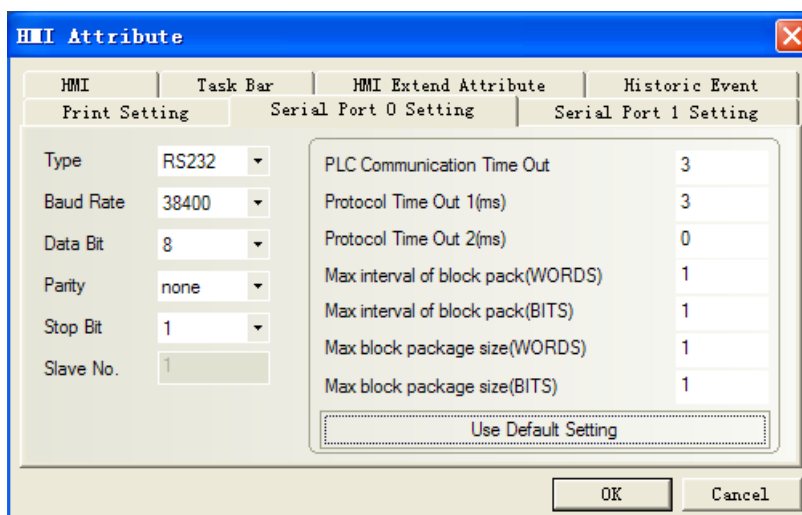 HMI Attribute
HMI Task Bar HMI Extend Attribute Historic Event
Print Setting Serial Port 0 Setting Serial Port 1 Setting
Type RS232
Baud Rate 38400
Data Bit 8
Parity none
Stop Bit 1
Slave No. 1
PLC Communication Time Out 3
Protocol Time Out 1(ms) 3
Protocol Time Out 2(ms) 0
Max interval of block pack(WORDS) 1
Max interval of block pack(BITS) 1
Max block package size(WORDS) 1
Max block package size(BITS) 1
Use Default Setting
OK Cancel